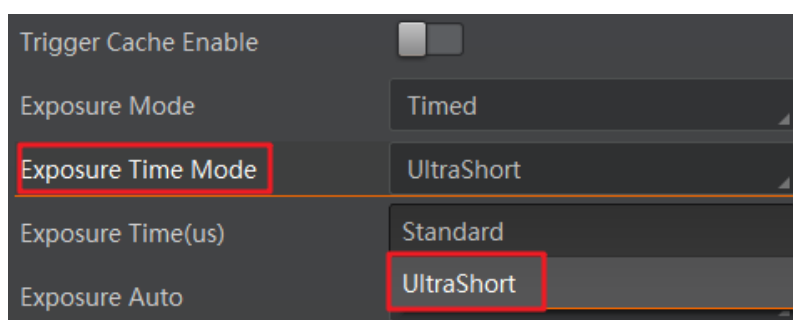 Trigger Cache Enable
Exposure Mode Timed
Exposure Time Mode UltraShort
Exposure Time(us) Standard
Exposure Auto UltraShort